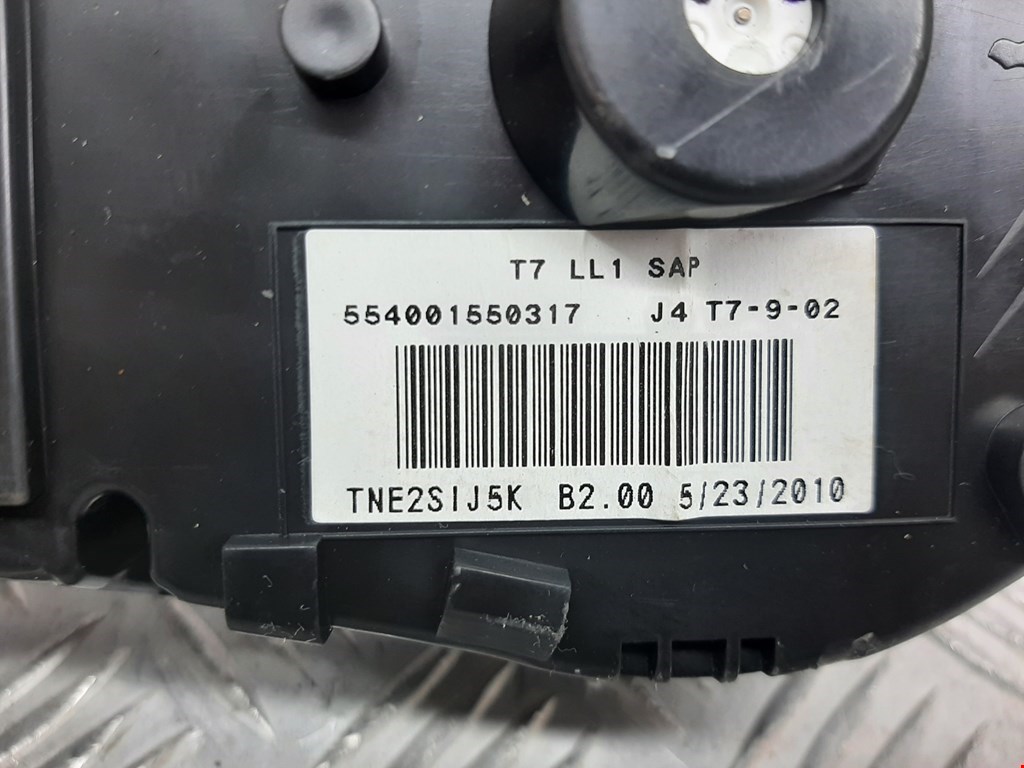 T7 LL1 SAP
554001550317 J4 T7-9-02
TNE2SIJ5K B2.00 5/23/2010